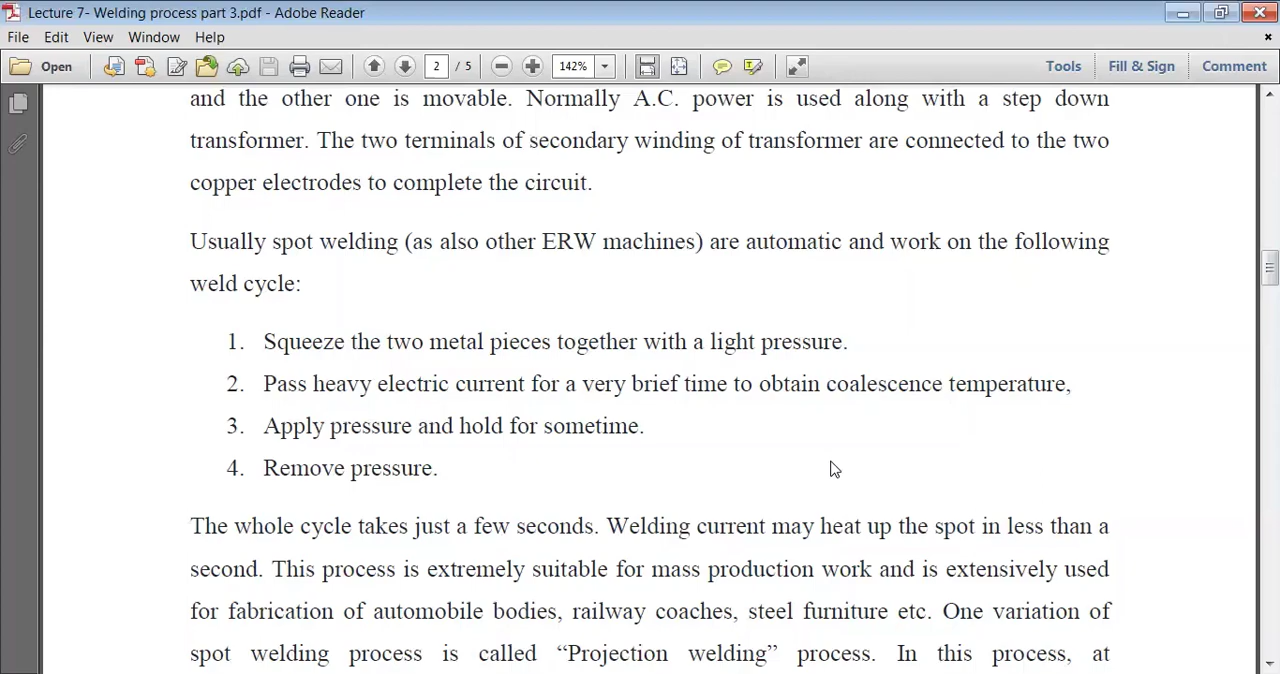 Lecture 7- Welding process part 3.pdf - Adobe Reader
File Edit View Window Help
Open 2 / 5 142% Tools Fill & Sign Comment
and the other one is movable. Normally A.C. power is used along with a step down
transformer. The two terminals of secondary winding of transformer are connected to the two
copper electrodes to complete the circuit.
Usually spot welding (as also other ERW machines) are automatic and work on the following
weld cycle:
1. Squeeze the two metal pieces together with a light pressure.
2. Pass heavy electric current for a very brief time to obtain coalescence temperature,
3. Apply pressure and hold for sometime.
4. Remove pressure.
The whole cycle takes just a few seconds. Welding current may heat up the spot in less than a
second. This process is extremely suitable for mass production work and is extensively used
for fabrication of automobile bodies, railway coaches, steel furniture etc. One variation of
spot welding process is called “Projection welding” process. In this process, at